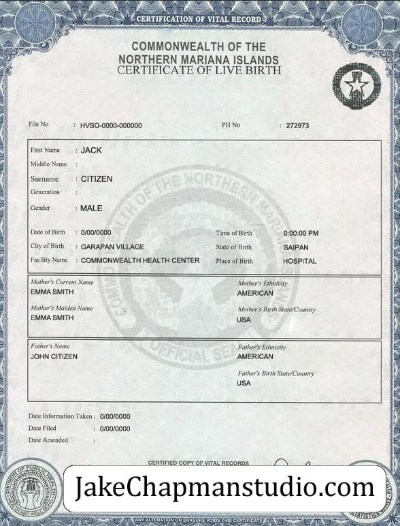 CERTIFICATION OF VITAL RECORD
COMMONWEALTH OF THE
NORTHERN MARIANA ISLANDS
CERTIFICATE OF LIVE BIRTH
File No : HVSO-0000-000000 PH No : 272973
First Name : JACK
Middle Name :
Surname : CITIZEN
Generation :
Gender : MALE
Date of Birth : 0/00/0000 Time of Birth : 0:00:00 PM
City of Birth : GARAPAN VILLAGE State of Birth : SAIPAN
Facility Name : COMMONWEALTH HEALTH CENTER Place of Birth : HOSPITAL
Mother's Current Name Mother's Ethnicity
EMMA SMITH AMERICAN
Mother's Maiden Name Mother's Birth State/Country
EMMA SMITH USA
Father's Name Father's Ethnicity
JOHN CITIZEN AMERICAN
Father's Birth State/Country
USA
OFFICIAL SEAL
Date Information Taken : 0/00/0000
Date Filed : 0/00/0000
Date Amended :
CERTIFIED COPY OF VITAL RECORDS
JakeChapmanstudio.com